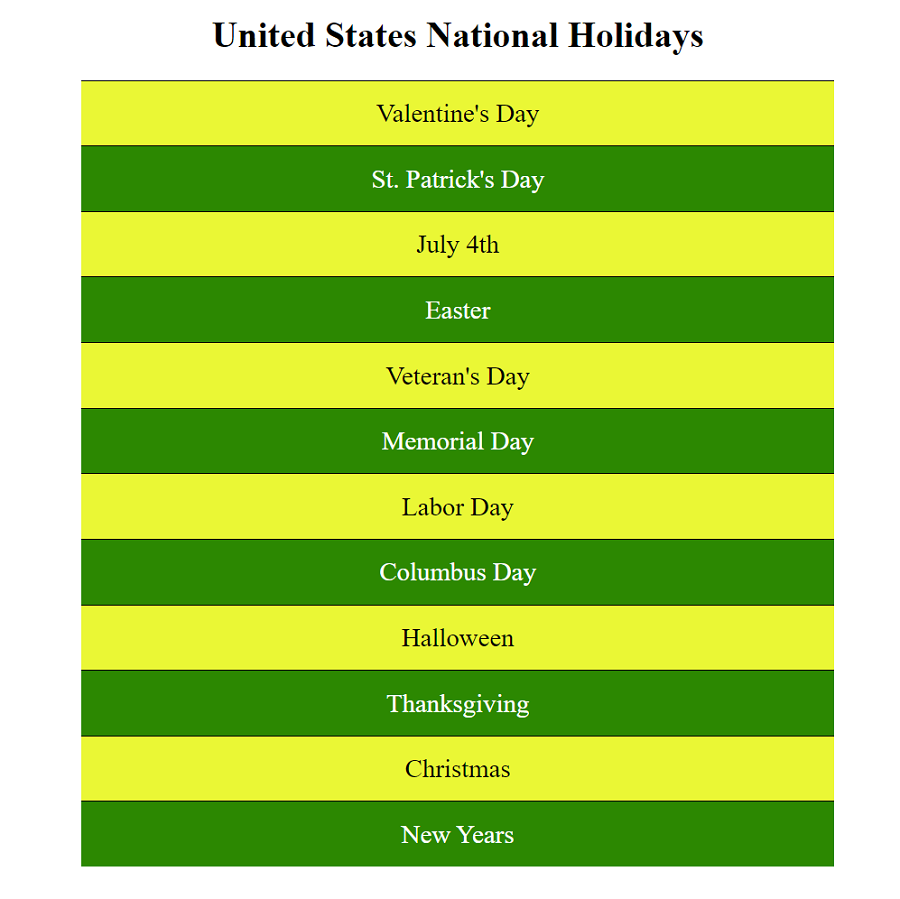 United States National Holidays
Valentine's Day
St. Patrick's Day
July 4th
Easter
Veteran's Day
Memorial Day
Labor Day
Columbus Day
Halloween
Thanksgiving
Christmas
New Years